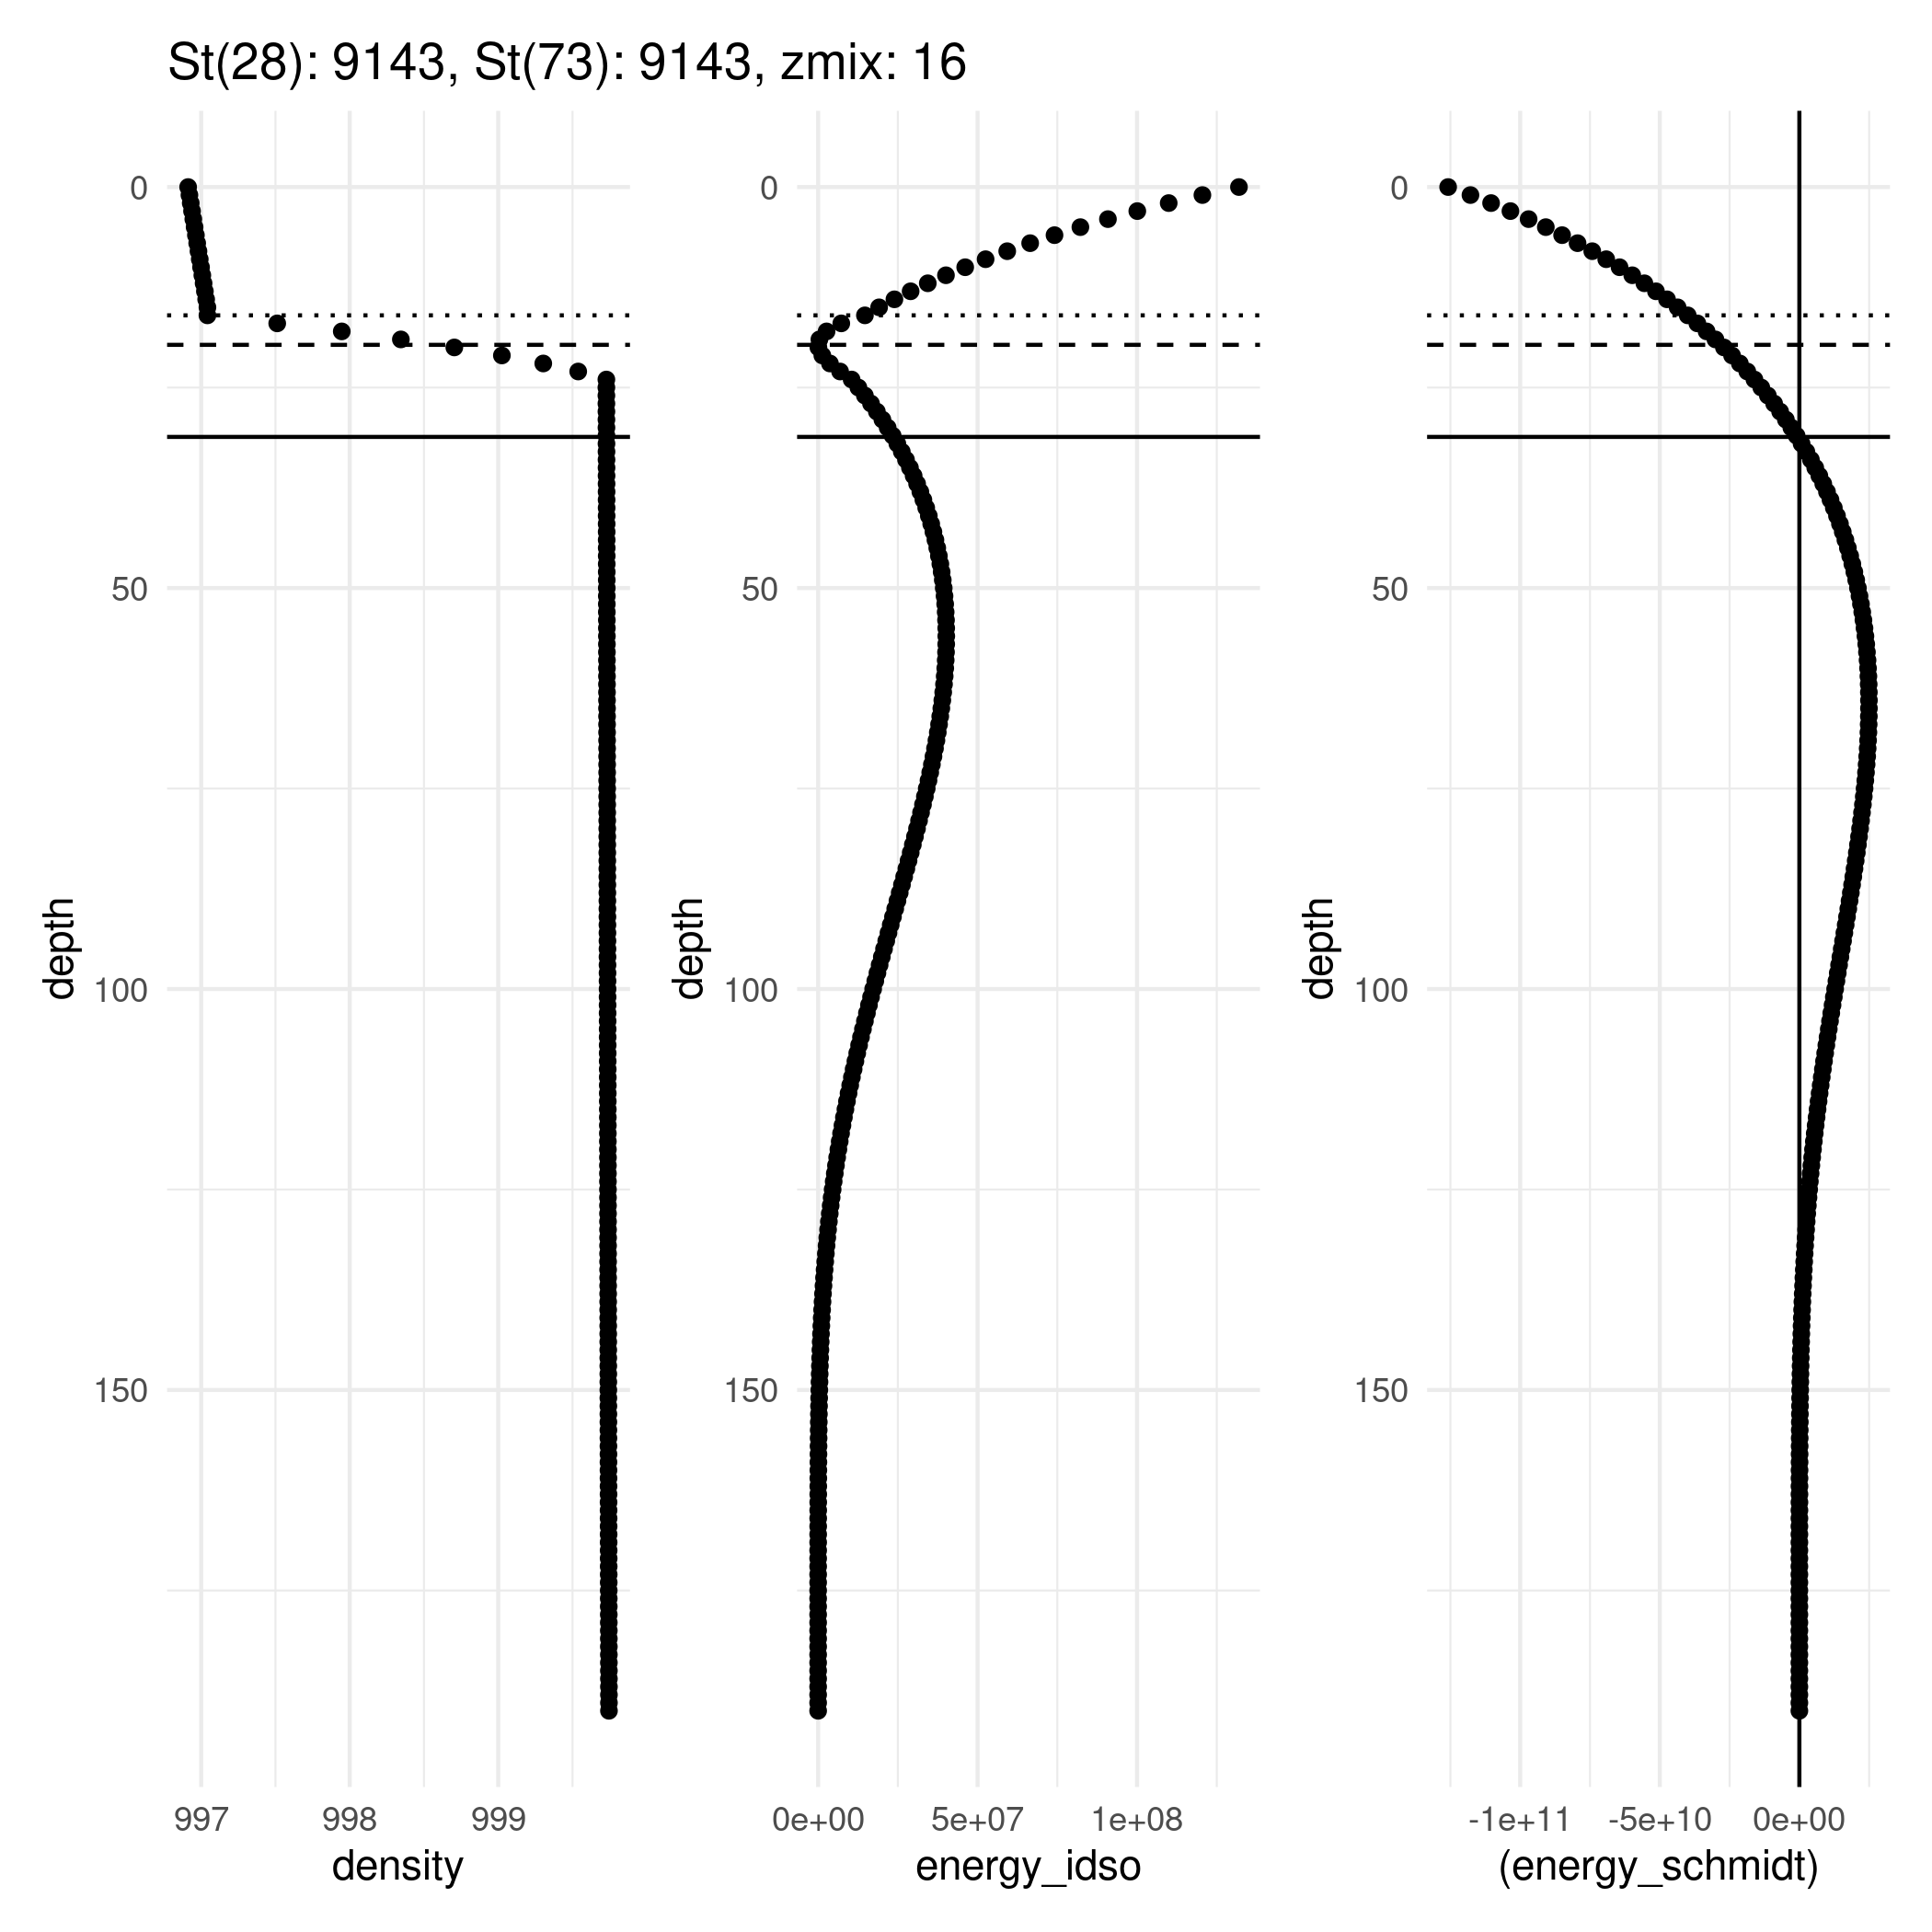 St(28): 9143, St(73): 9143, zmix: 16
depth
0
50
100
150
997 998 999
density
depth
0
50
100
150
0e+00 5e+07 1e+08
energy_idso
depth
0
50
100
150
-1e+11 -5e+10 0e+00
(energy_schmidt)